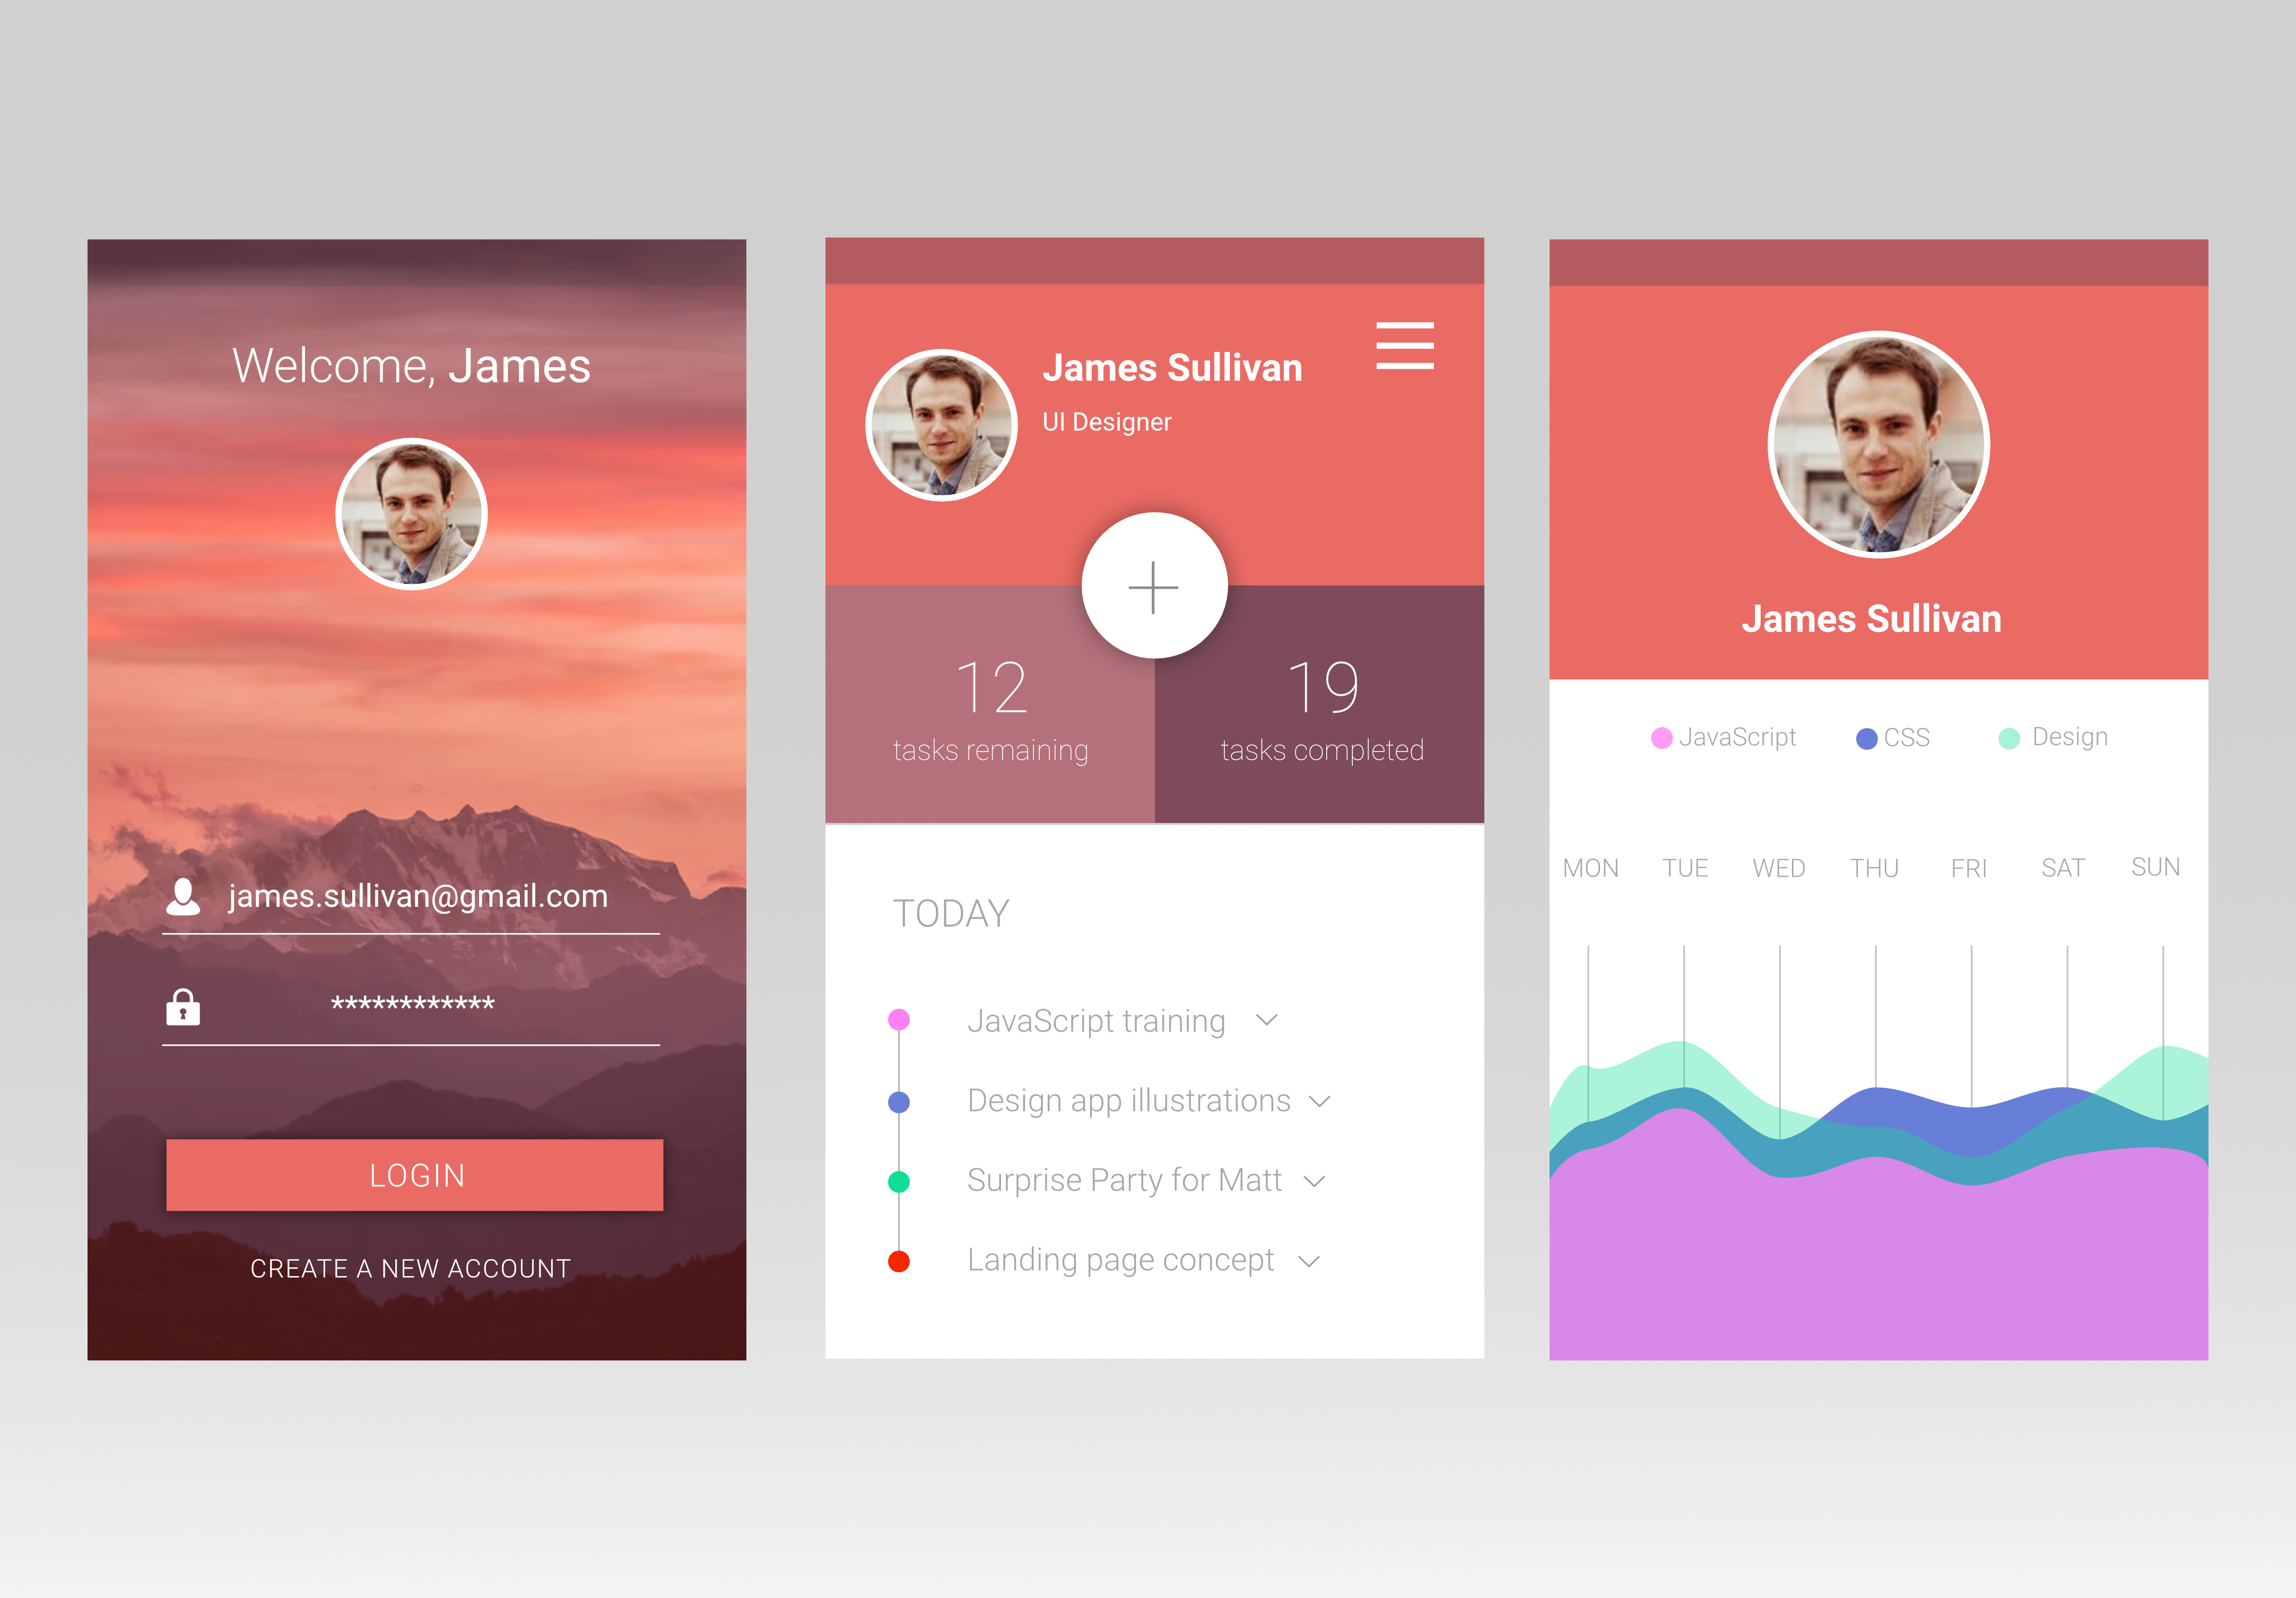 Welcome, James
james.sullivan@gmail.com
************
LOGIN
CREATE A NEW ACCOUNT
James Sullivan
UI Designer
12
tasks remaining
19
tasks completed
TODAY
JavaScript training
Design app illustrations
Surprise Party for Matt
Landing page concept
James Sullivan
JavaScript CSS Design
MON TUE WED THU FRI SAT SUN